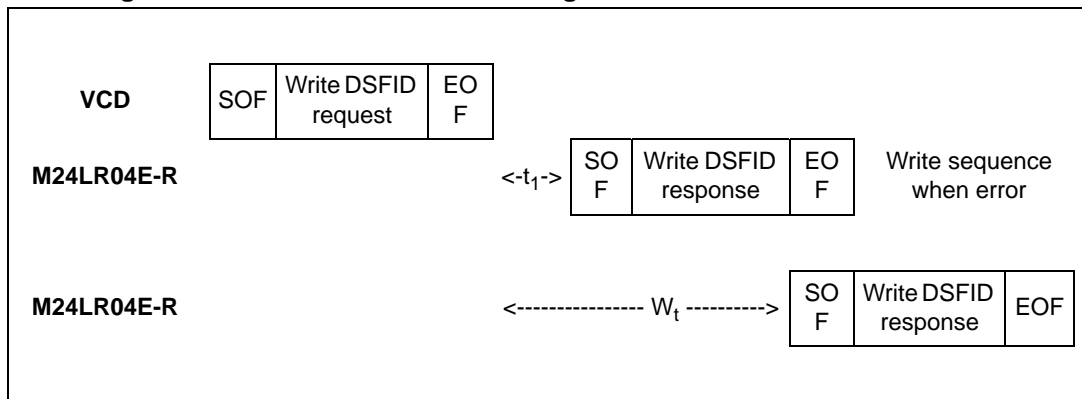 VCD SOF Write DSFID request EO F
M24LR04E-R <-t1-> SO F Write DSFID response EO F Write sequence when error
M24LR04E-R <---------------- Wt ----------> SO F Write DSFID response EOF